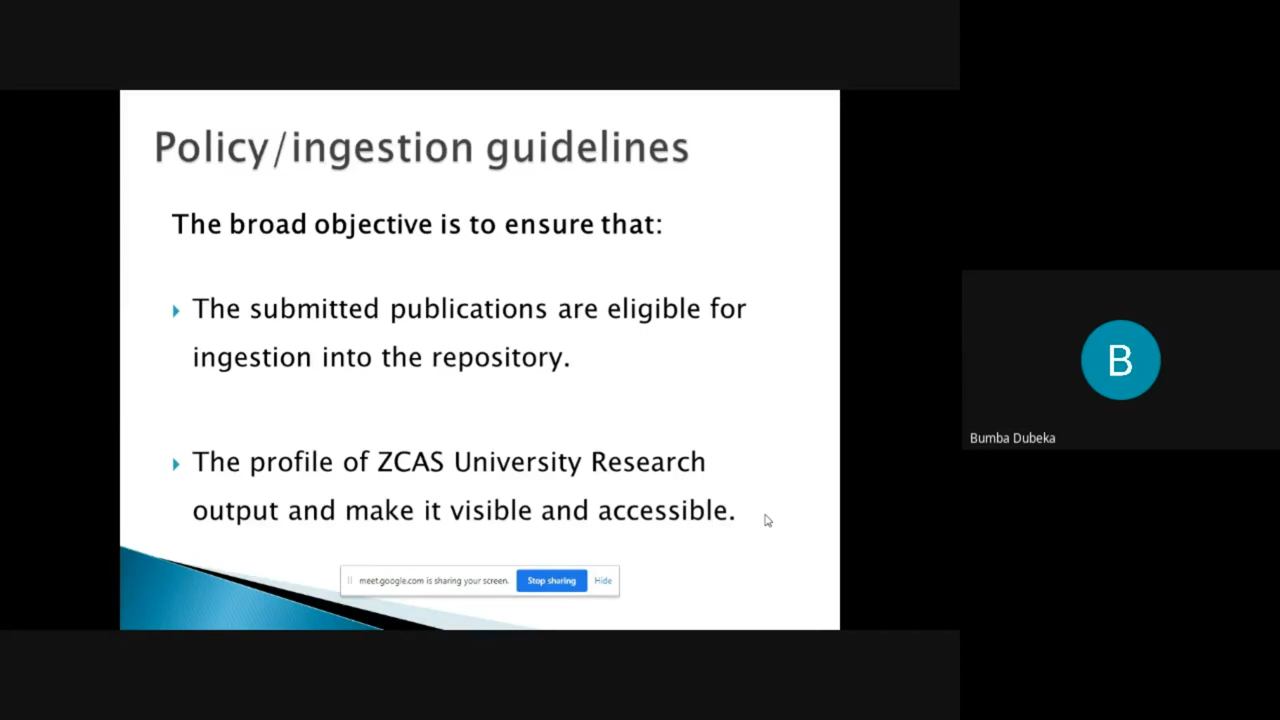 Policy/ingestion guidelines
The broad objective is to ensure that:
The submitted publications are eligible for
ingestion into the repository.
The profile of ZCAS University Research
output and make it visible and accessible.
meet.google.com is sharing your screen. Stop sharing Hide
B
Bumba Dubeka